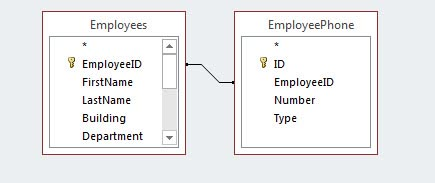 Employees
*
EmployeeID
FirstName
LastName
Building
Department
EmployeePhone
*
ID
EmployeeID
Number
Type